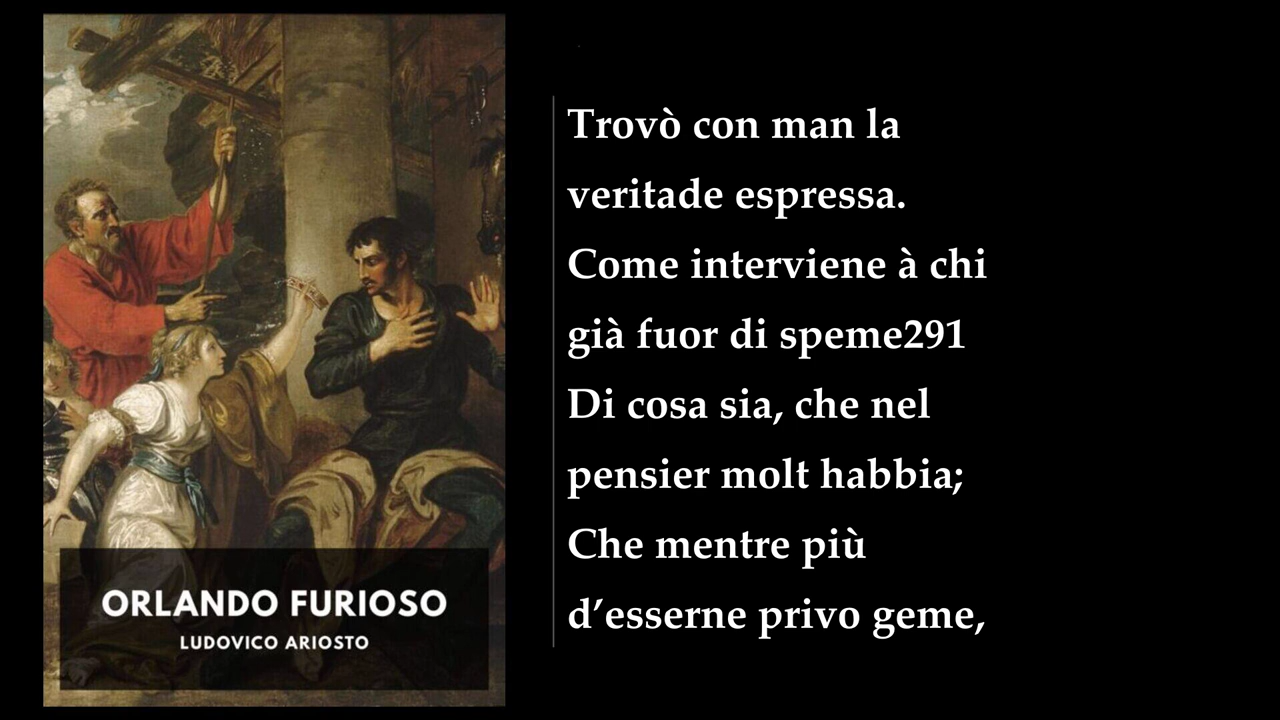 ORLANDO FURIOSO
LUDOVICO ARIOSTO
Trovò con man la
veritade espressa.
Come interviene à chi
già fuor di speme291
Di cosa sia, che nel
pensier molt habbia;
Che mentre più
d’esserne privo geme,